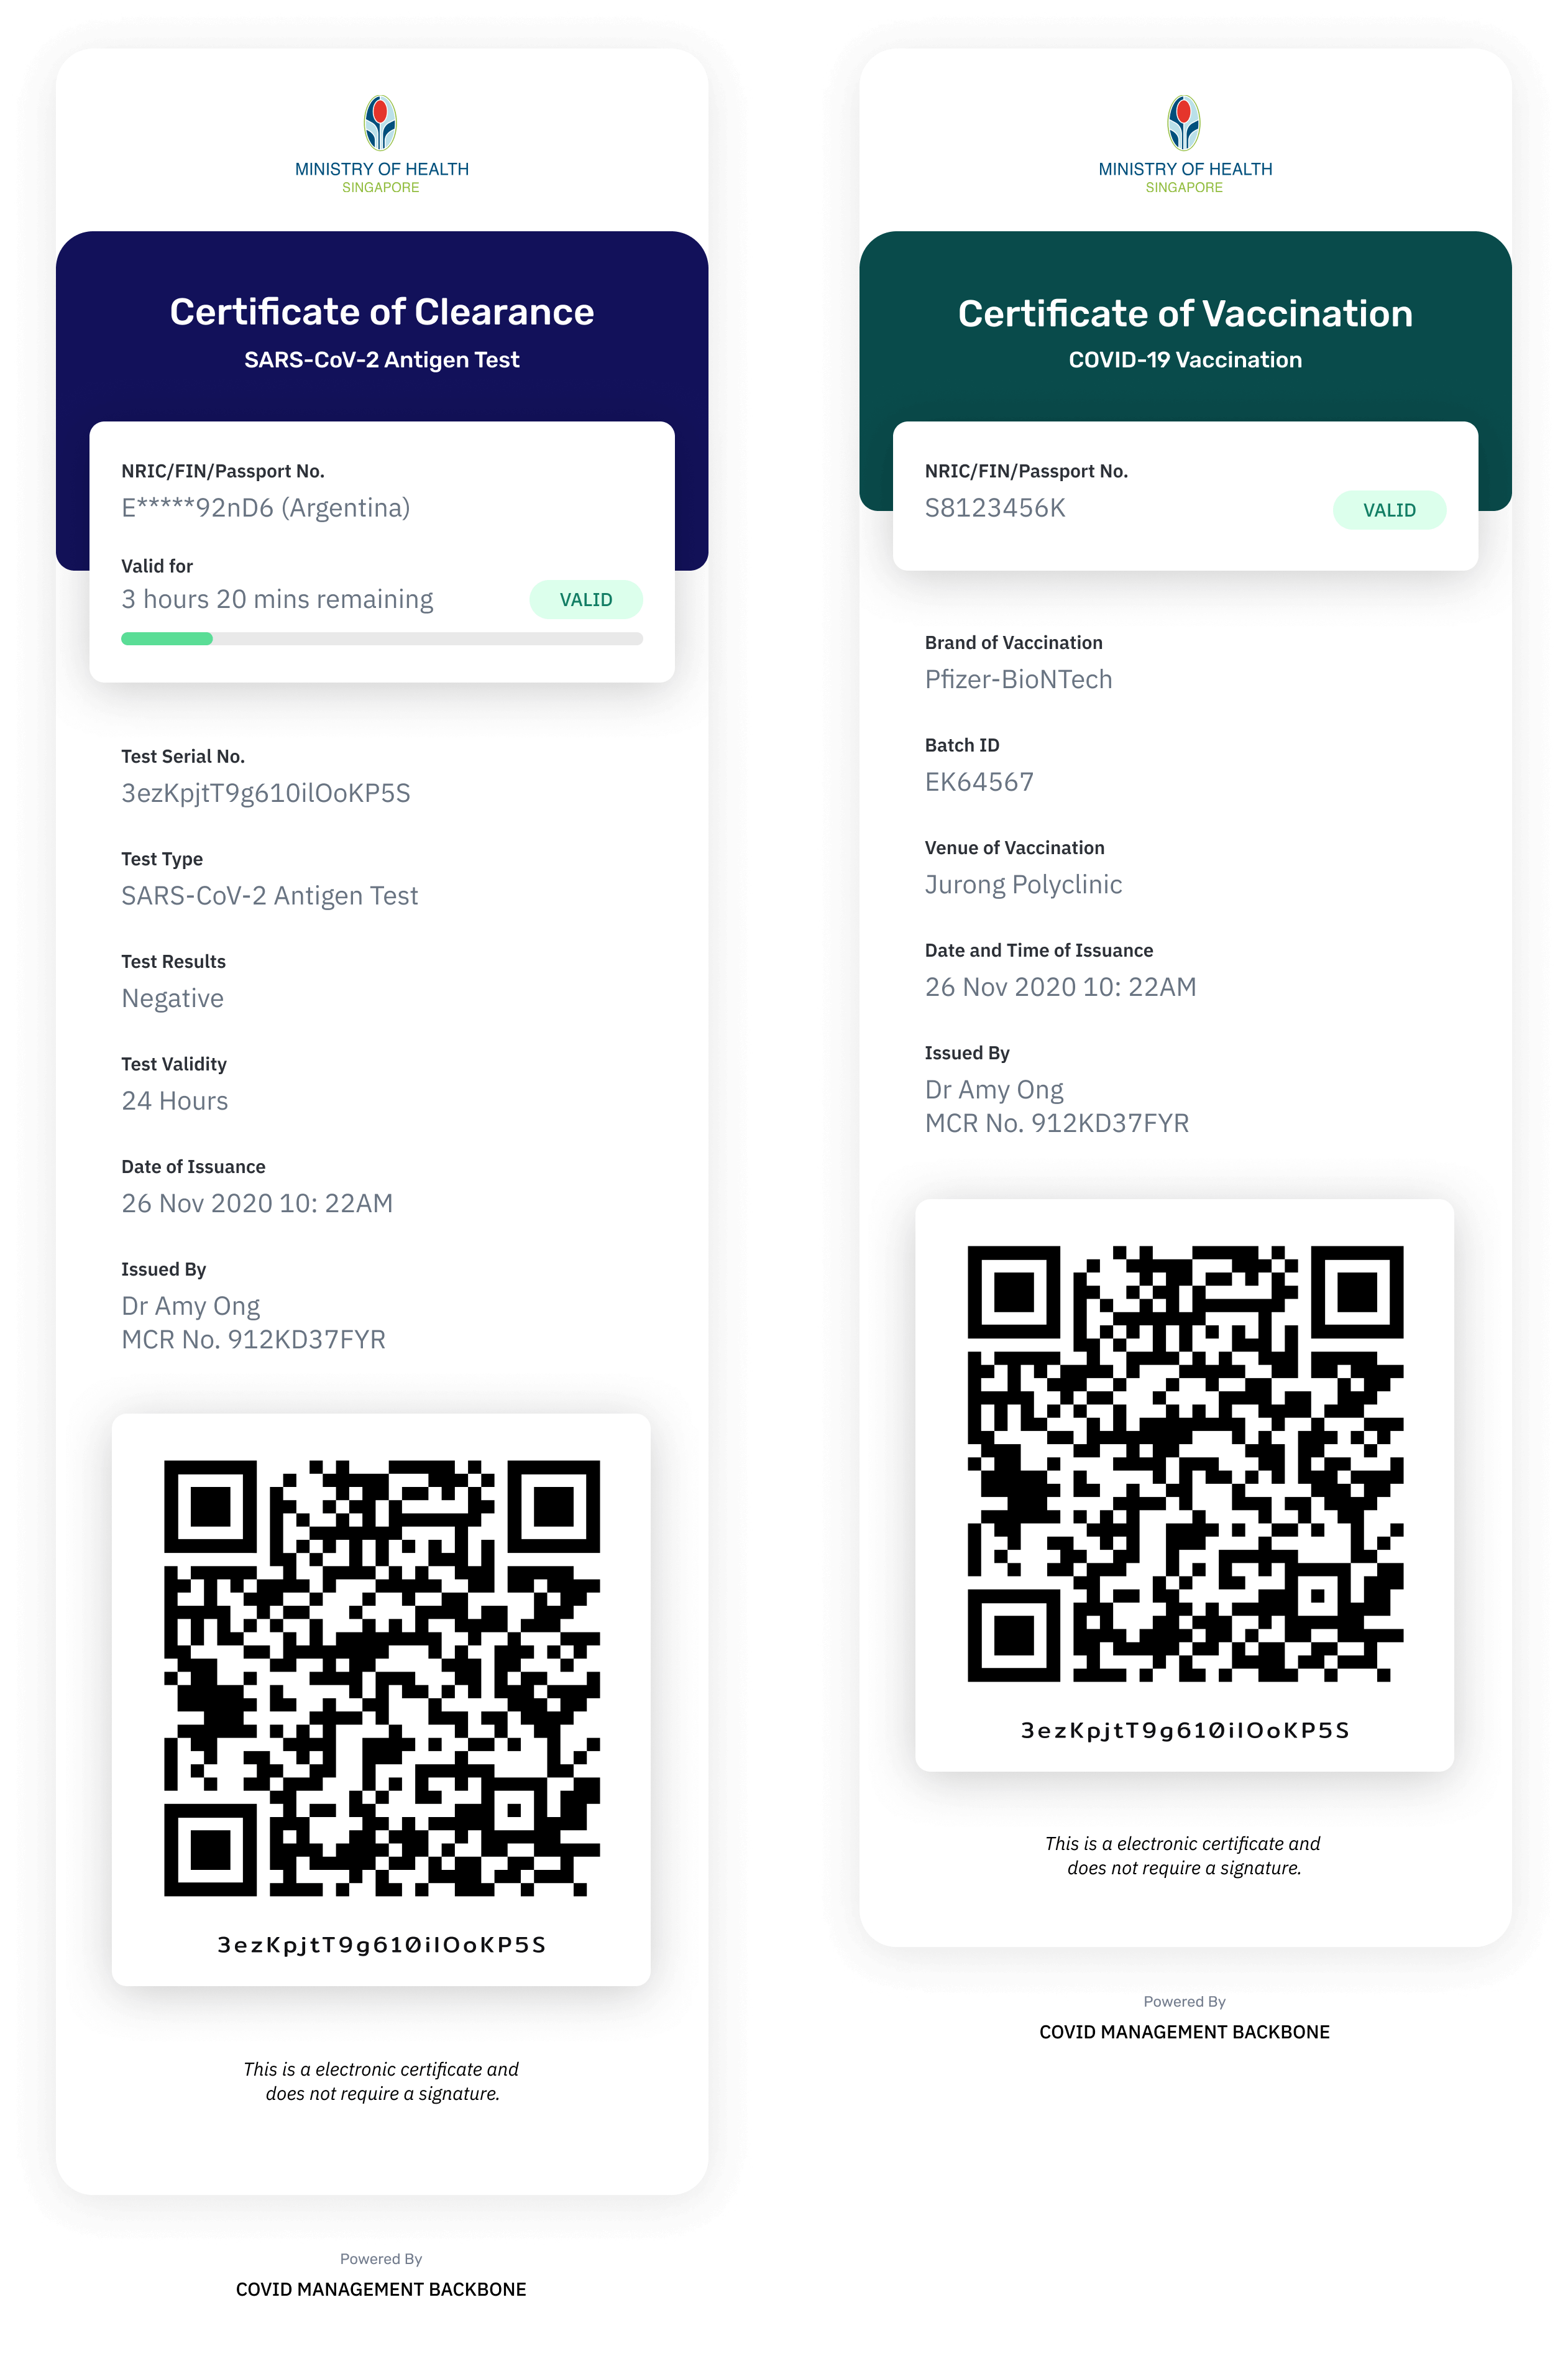 MINISTRY OF HEALTH
SINGAPORE
Certificate of Clearance
SARS-CoV-2 Antigen Test
NRIC/FIN/Passport No.
E*****92nD6 (Argentina)
Valid for
3 hours 20 mins remaining
VALID
Test Serial No.
3ezKpjtT9g610ilOoKP5S
Test Type
SARS-CoV-2 Antigen Test
Test Results
Negative
Test Validity
24 Hours
Date of Issuance
26 Nov 2020 10: 22AM
Issued By
Dr Amy Ong
MCR No. 912KD37FYR
3ezKpjtT9g610ilOoKP5S
This is a electronic certificate and
does not require a signature.
Powered By
COVID MANAGEMENT BACKBONE
MINISTRY OF HEALTH
SINGAPORE
Certificate of Vaccination
COVID-19 Vaccination
NRIC/FIN/Passport No.
S8123456K
VALID
Brand of Vaccination
Pfizer-BioNTech
Batch ID
EK64567
Venue of Vaccination
Jurong Polyclinic
Date and Time of Issuance
26 Nov 2020 10: 22AM
Issued By
Dr Amy Ong
MCR No. 912KD37FYR
3ezKpjtT9g610ilOoKP5S
This is a electronic certificate and
does not require a signature.
Powered By
COVID MANAGEMENT BACKBONE